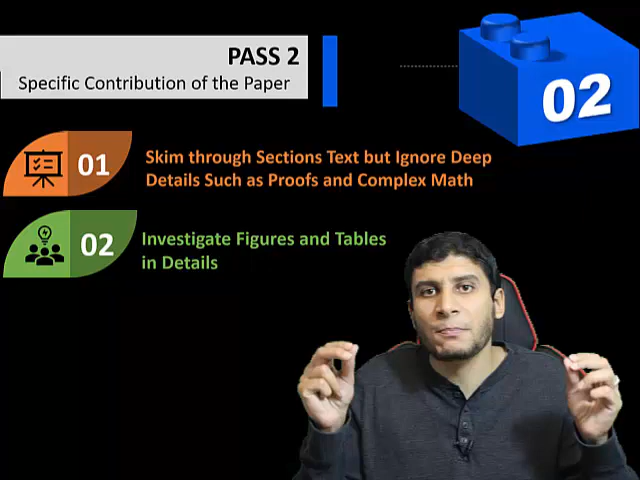 PASS 2
Specific Contribution of the Paper
02
01
Skim through Sections Text but Ignore Deep
Details Such as Proofs and Complex Math
02
Investigate Figures and Tables
in Details